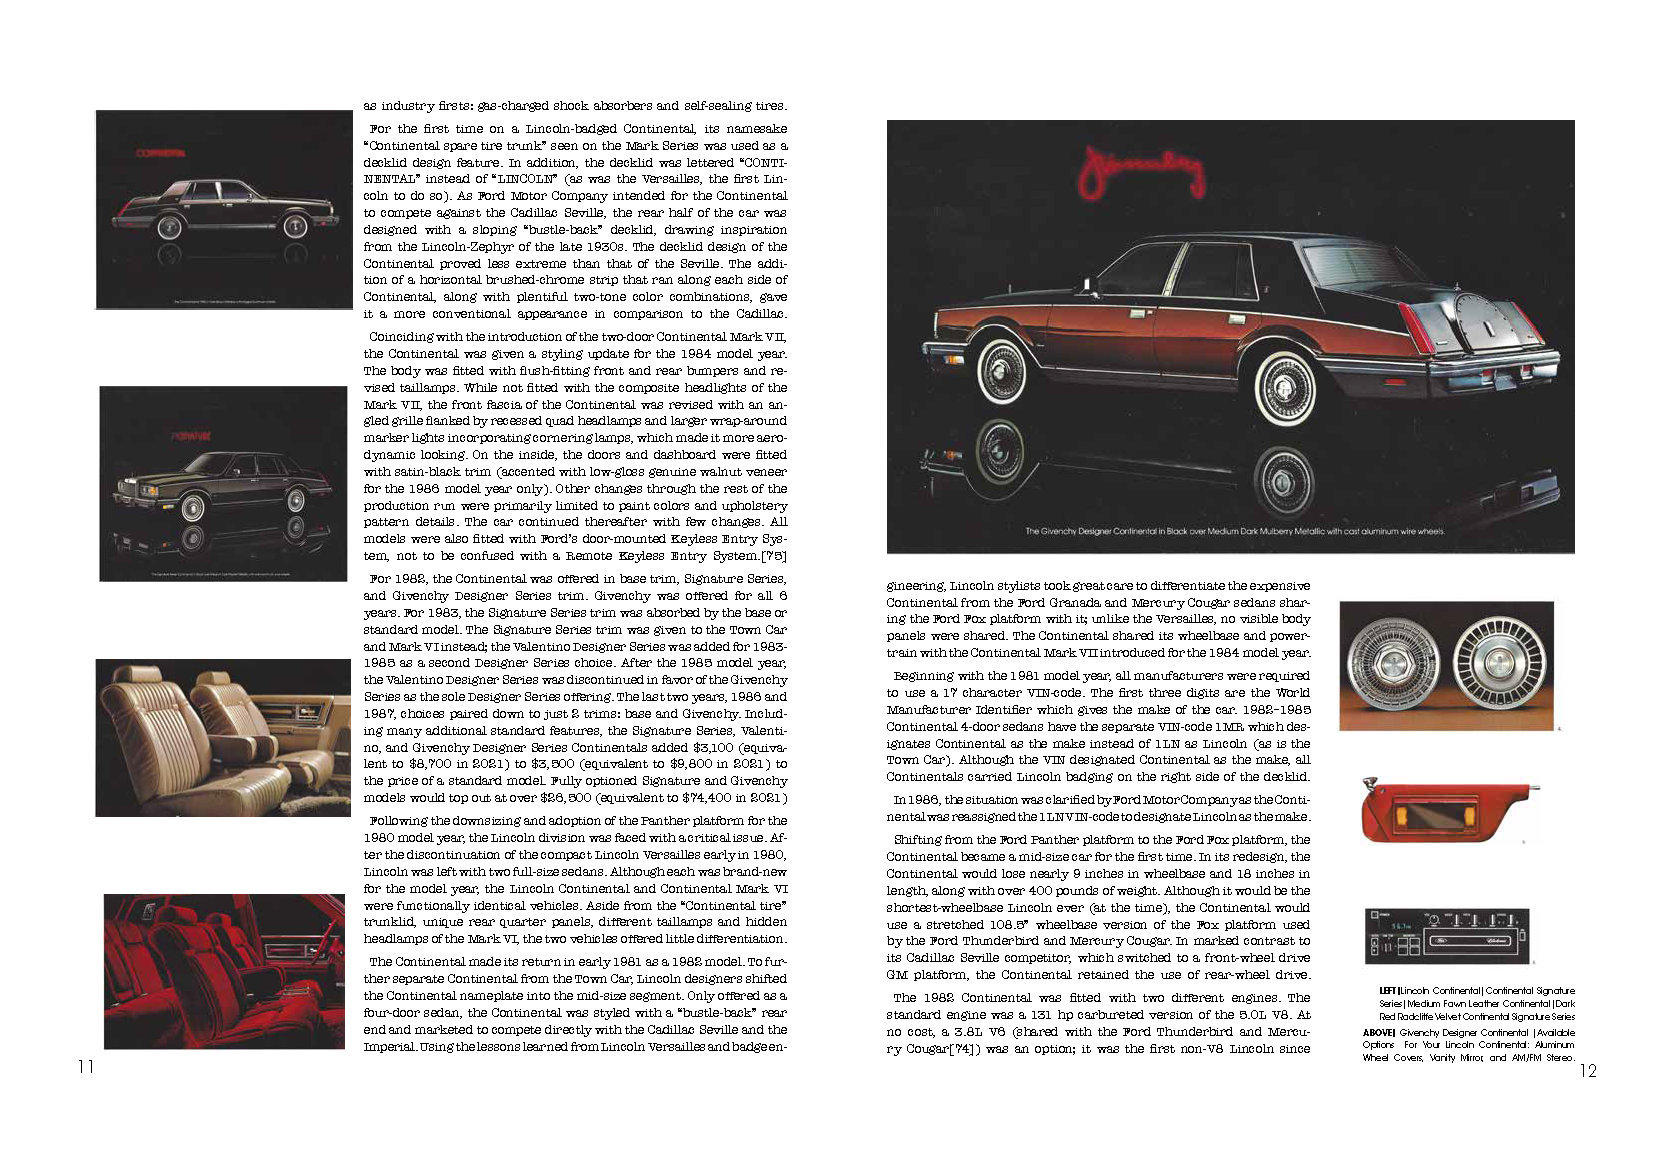 CONTINENTAL
SIGNATURE
as industry firsts: gas-charged shock absorbers and self-sealing tires.
For the first time on a Lincoln-badged Continental, its namesake
“Continental spare tire trunk” seen on the Mark Series was used as a
decklid design feature. In addition, the decklid was lettered “CONTI-
NENTAL” instead of “LINCOLN” (as was the Versailles, the first Lin-
coln to do so). As Ford Motor Company intended for the Continental
to compete against the Cadillac Seville, the rear half of the car was
designed with a sloping “bustle-back” decklid, drawing inspiration
from the Lincoln-Zephyr of the late 1930s. The decklid design of the
Continental proved less extreme than that of the Seville. The addi-
tion of a horizontal brushed-chrome strip that ran along each side of
Continental, along with plentiful two-tone color combinations, gave
it a more conventional appearance in comparison to the Cadillac.
Coinciding with the introduction of the two-door Continental Mark VII,
the Continental was given a styling update for the 1984 model year.
The body was fitted with flush-fitting front and rear bumpers and re-
vised taillamps. While not fitted with the composite headlights of the
Mark VII, the front fascia of the Continental was revised with an an-
gled grille flanked by recessed quad headlamps and larger wrap-around
marker lights incorporating cornering lamps, which made it more aero-
dynamic looking. On the inside, the doors and dashboard were fitted
with satin-black trim (accented with low-gloss genuine walnut veneer
for the 1986 model year only). Other changes through the rest of the
production run were primarily limited to paint colors and upholstery
pattern details. The car continued thereafter with few changes. All
models were also fitted with Ford’s door-mounted Keyless Entry Sys-
tem, not to be confused with a Remote Keyless Entry System.[75]
For 1982, the Continental was offered in base trim, Signature Series,
and Givenchy Designer Series trim. Givenchy was offered for all 6
years. For 1983, the Signature Series trim was absorbed by the base or
standard model. The Signature Series trim was given to the Town Car
and Mark VI instead; the Valentino Designer Series was added for 1983-
1985 as a second Designer Series choice. After the 1985 model year,
the Valentino Designer Series was discontinued in favor of the Givenchy
Series as the sole Designer Series offering. The last two years, 1986 and
1987, choices paired down to just 2 trims: base and Givenchy. Includ-
ing many additional standard features, the Signature Series, Valenti-
no, and Givenchy Designer Series Continentals added $3,100 (equiva-
lent to $8,700 in 2021) to $3,500 (equivalent to $9,800 in 2021) to
the price of a standard model. Fully optioned Signature and Givenchy
models would top out at over $26,500 (equivalent to $74,400 in 2021)
Following the downsizing and adoption of the Panther platform for the
1980 model year, the Lincoln division was faced with a critical issue. Af-
ter the discontinuation of the compact Lincoln Versailles early in 1980,
Lincoln was left with two full-size sedans. Although each was brand-new
for the model year, the Lincoln Continental and Continental Mark VI
were functionally identical vehicles. Aside from the “Continental tire”
trunklid, unique rear quarter panels, different taillamps and hidden
headlamps of the Mark VI, the two vehicles offered little differentiation.
The Continental made its return in early 1981 as a 1982 model. To fur-
ther separate Continental from the Town Car, Lincoln designers shifted
the Continental nameplate into the mid-size segment. Only offered as a
four-door sedan, the Continental was styled with a “bustle-back” rear
end and marketed to compete directly with the Cadillac Seville and the
Imperial. Using the lessons learned from Lincoln Versailles and badge en-
11
The Givenchy Designer Continental in Black over Medium Dark Mulberry Metallic with cast aluminum wire wheels.
gineering, Lincoln stylists took great care to differentiate the expensive
Continental from the Ford Granada and Mercury Cougar sedans shar-
ing the Ford Fox platform with it; unlike the Versailles, no visible body
panels were shared. The Continental shared its wheelbase and power-
train with the Continental Mark VII introduced for the 1984 model year.
Beginning with the 1981 model year, all manufacturers were required
to use a 17 character VIN-code. The first three digits are the World
Manufacturer Identifier which gives the make of the car. 1982–1985
Continental 4-door sedans have the separate VIN-code 1MR which des-
ignates Continental as the make instead of 1LN as Lincoln (as is the
Town Car). Although the VIN designated Continental as the make, all
Continentals carried Lincoln badging on the right side of the decklid.
In 1986, the situation was clarified by Ford Motor Company as the Conti-
nental was reassigned the 1LN VIN-code to designate Lincoln as the make.
Shifting from the Ford Panther platform to the Ford Fox platform, the
Continental became a mid-size car for the first time. In its redesign, the
Continental would lose nearly 9 inches in wheelbase and 18 inches in
length, along with over 400 pounds of weight. Although it would be the
shortest-wheelbase Lincoln ever (at the time), the Continental would
use a stretched 108.5” wheelbase version of the Fox platform used
by the Ford Thunderbird and Mercury Cougar. In marked contrast to
its Cadillac Seville competitor, which switched to a front-wheel drive
GM platform, the Continental retained the use of rear-wheel drive.
The 1982 Continental was fitted with two different engines. The
standard engine was a 131 hp carbureted version of the 5.0L V8. At
no cost, a 3.8L V6 (shared with the Ford Thunderbird and Mercu-
ry Cougar[74]) was an option; it was the first non-V8 Lincoln since
LEFT|Lincoln Continental| Continental Signature
Series| Medium Fawn Leather Continental |Dark
Red Radcliffe Velvet Continental Signature Series
ABOVE| Givenchy Designer Continental |Available
Options For Your Lincoln Continental: Aluminum
Wheel Covers, Vanity Mirror, and AM/FM Stereo.
12